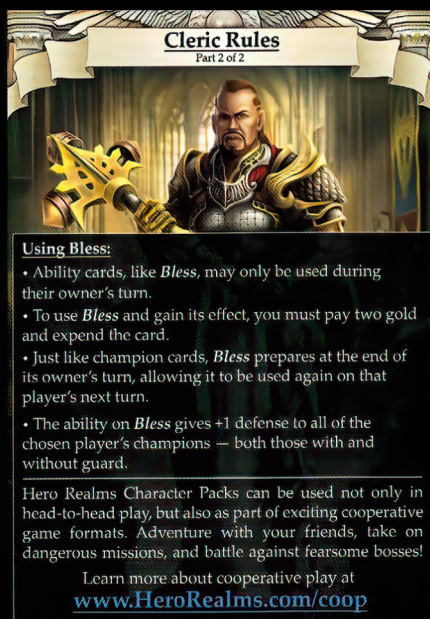 Cleric Rules
Part 2 of 2
Using Bless:
• Ability cards, like Bless, may only be used during
their owner's turn.
• To use Bless and gain its effect, you must pay two gold
and expend the card.
• Just like champion cards, Bless prepares at the end of
its owner's turn, allowing it to be used again on that
player's next turn.
• The ability on Bless gives +1 defense to all of the
chosen player's champions — both those with and
without guard.
Hero Realms Character Packs can be used not only in
head-to-head play, but also as part of exciting cooperative
game formats. Adventure with your friends, take on
dangerous missions, and battle against fearsome bosses!
Learn more about cooperative play at
www.HeroRealms.com/coop